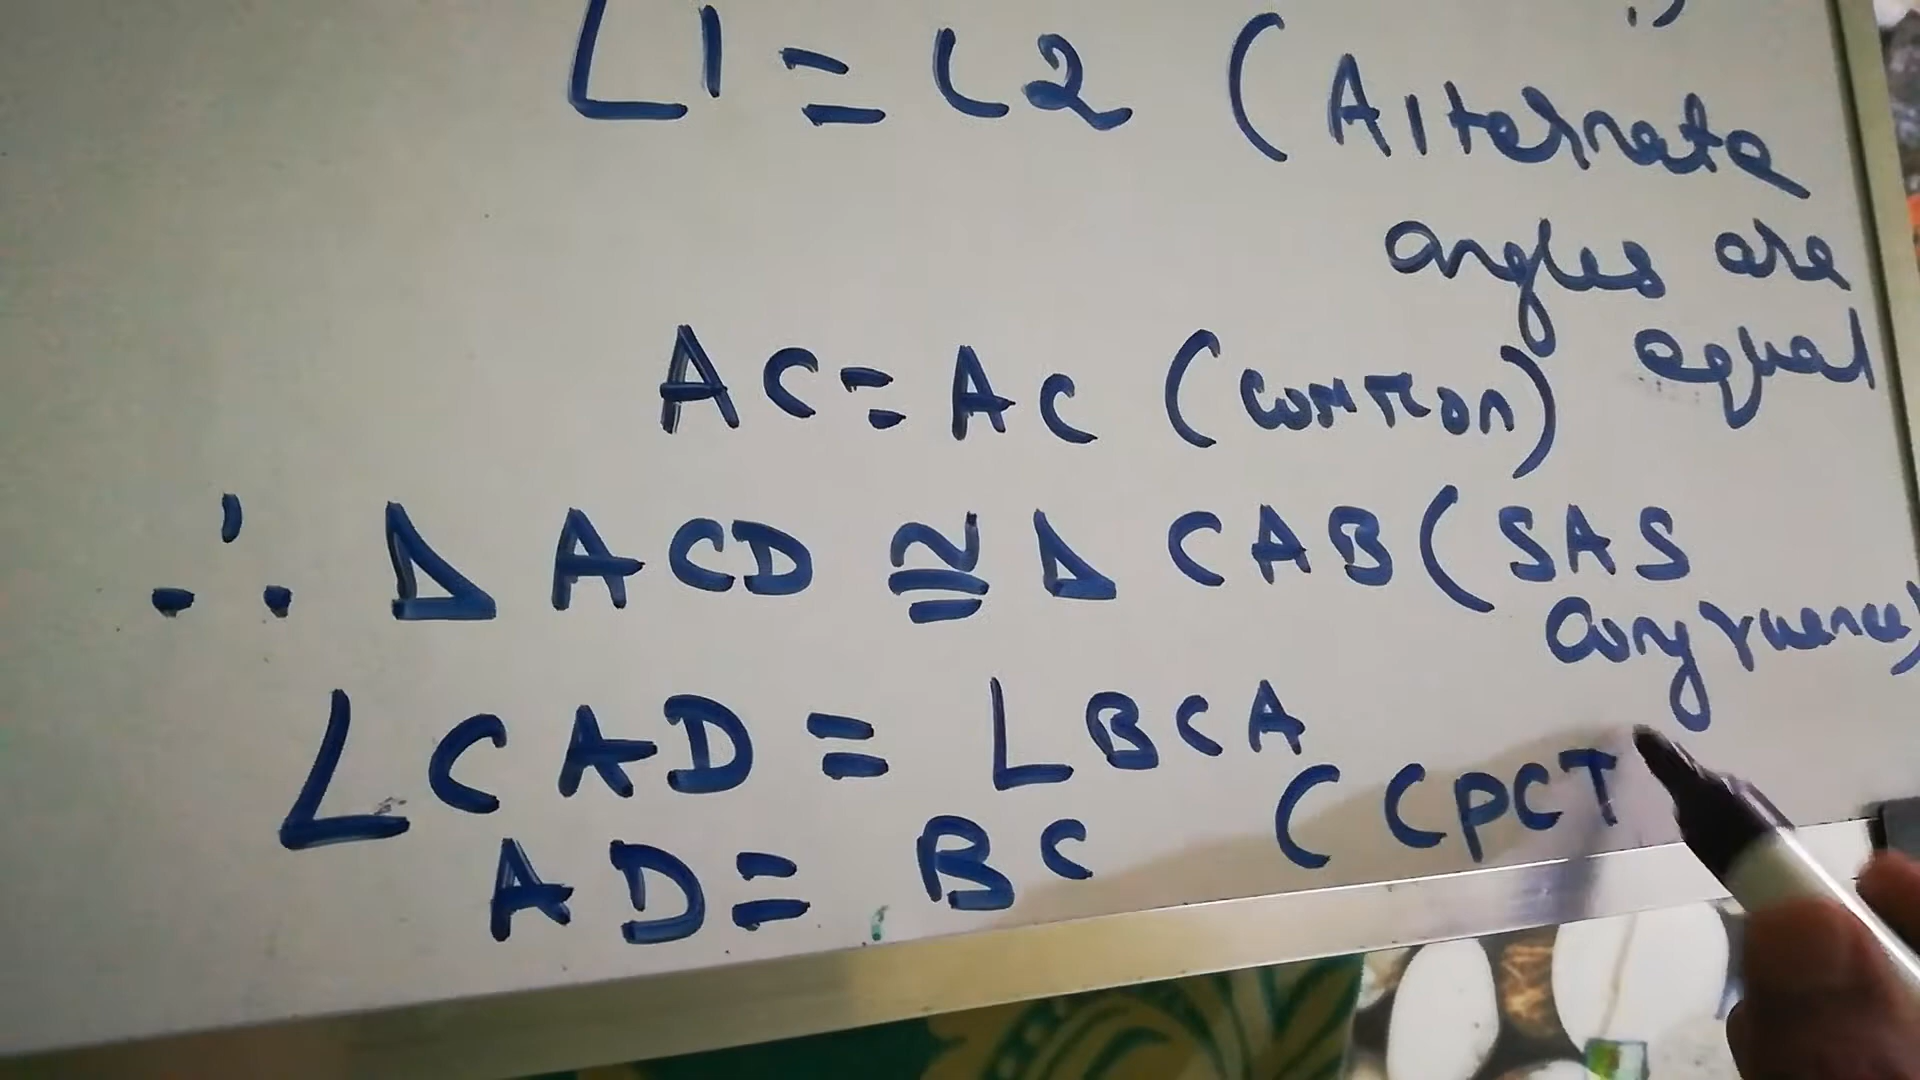 ∠1 = ∠2 (Alternate
angles are
equal
AC = AC (common)
∴ Δ ACD ≅ Δ CAB (SAS
congruence)
∠CAD = ∠BCA
AD = BC (CPCT